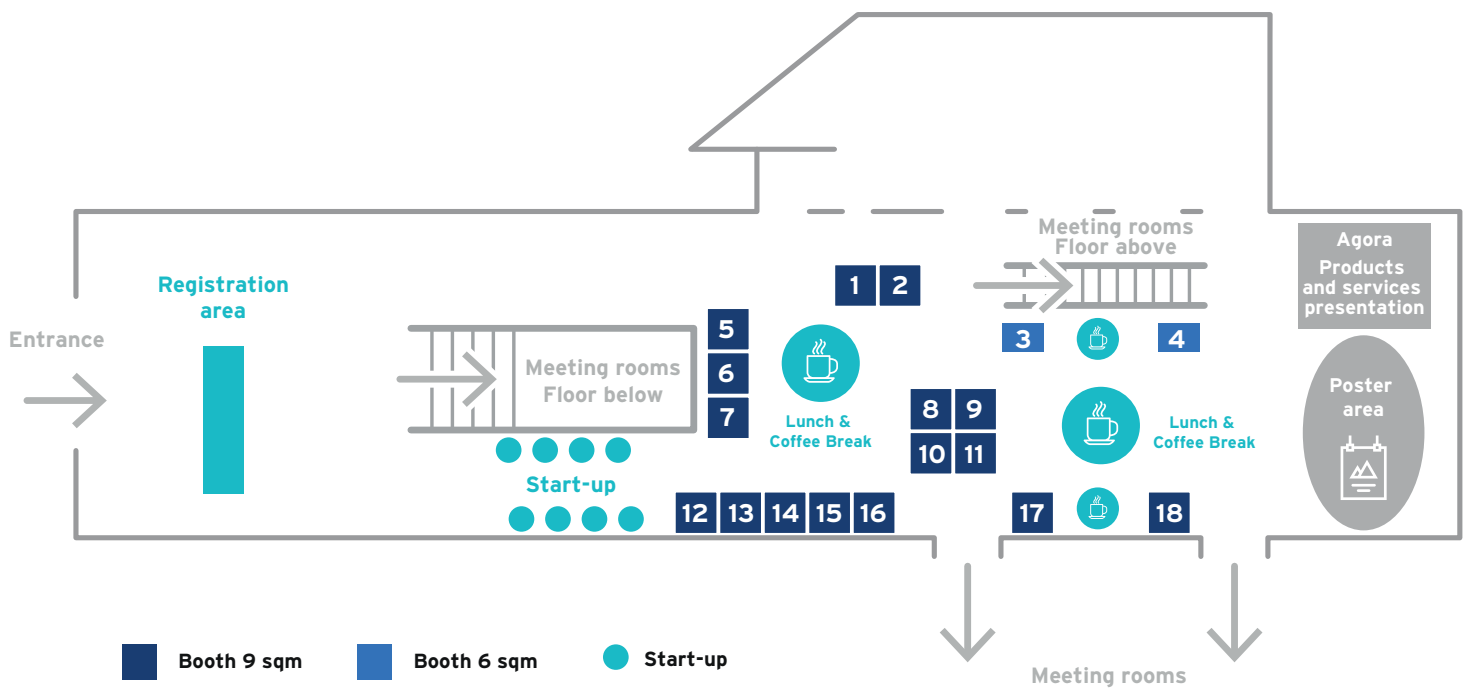 Meeting rooms
Floor above
Agora
Products
and services
presentation
Registration
area
1 2
Entrance
5
3
4
Meeting rooms
Floor below
6
7
Poster
area
8 9
10 11
Lunch &
Coffee Break
Lunch &
Coffee Break
Start-up
12 13 14 15 16
17
18
Booth 9 sqm
Booth 6 sqm
Start-up
Meeting rooms